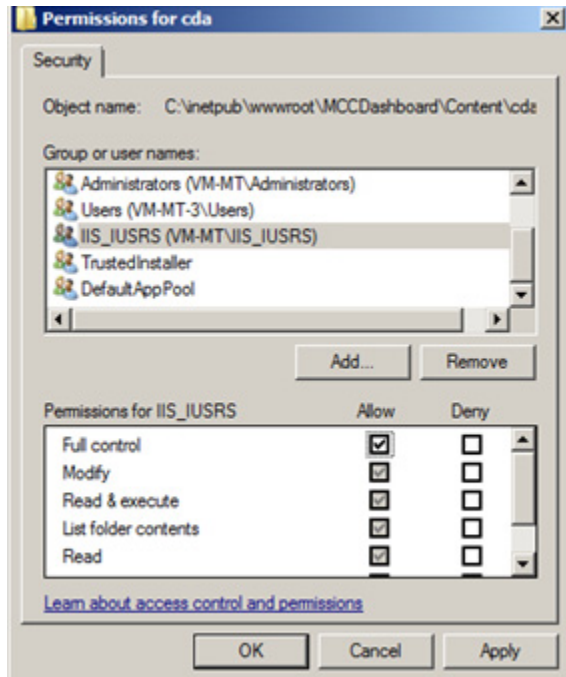 Permissions for cda
Security
Object name: C:\inetpub\wwwroot\MCCDashboard\Content\cda
Group or user names:
Administrators (VM-MT\Administrators)
Users (VM-MT-3\Users)
IIS_IUSRS (VM-MT\IIS_IUSRS)
TrustedInstaller
DefaultAppPool
Add... Remove
Permissions for IIS_IUSRS Allow Deny
Full control
Modify
Read & execute
List folder contents
Read
Learn about access control and permissions
OK Cancel Apply